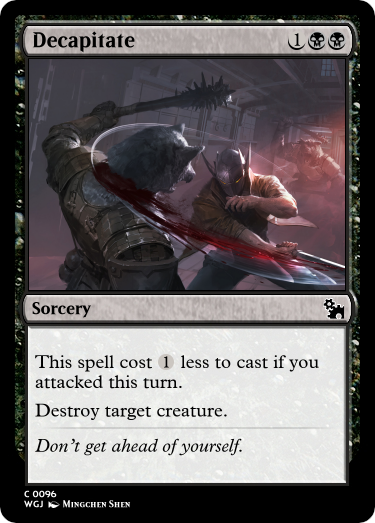 Decapitate 1
Sorcery
This spell cost 1 less to cast if you
attacked this turn.
Destroy target creature.
Don't get ahead of yourself.
C 0096
WGJ Mingchen Shen